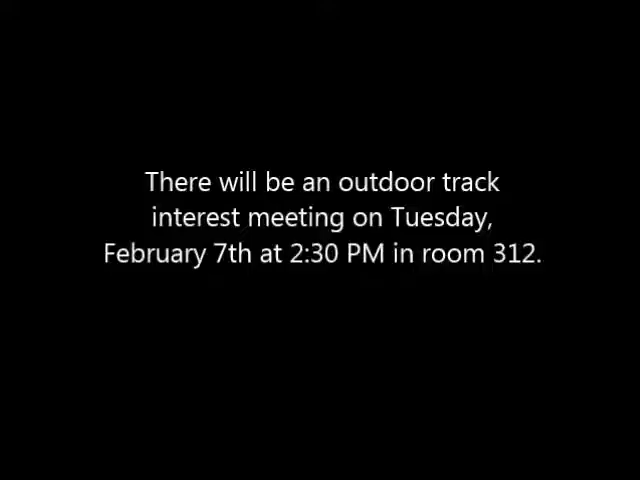 There will be an outdoor track
interest meeting on Tuesday,
February 7th at 2:30 PM in room 312.